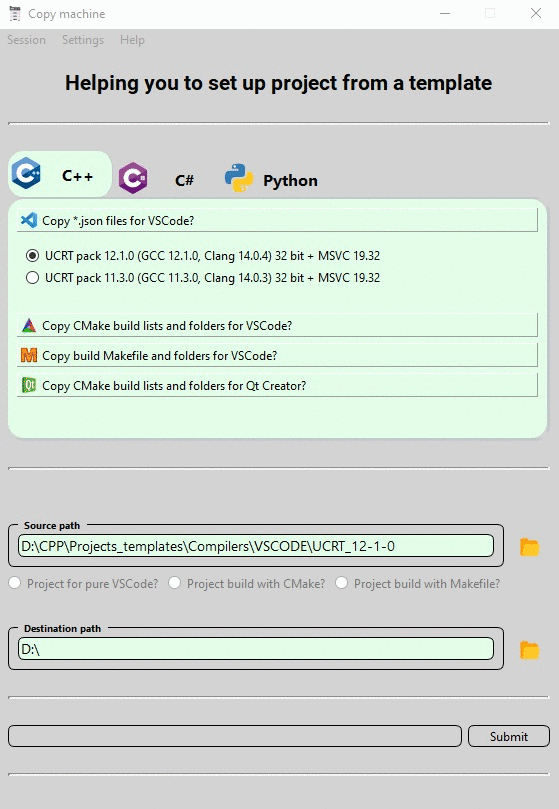 Copy machine
Session Settings Help
Helping you to set up project from a template
C++ C# Python
Copy *.json files for VSCode?
UCRT pack 12.1.0 (GCC 12.1.0, Clang 14.0.4) 32 bit + MSVC 19.32
UCRT pack 11.3.0 (GCC 11.3.0, Clang 14.0.3) 32 bit + MSVC 19.32
Copy CMake build lists and folders for VSCode?
M Copy build Makefile and folders for VSCode?
Qt Copy CMake build lists and folders for Qt Creator?
Source path
D:\CPP\Projects_templates\Compilers\VSCODE\UCRT_12-1-0
Project for pure VSCode? Project build with CMake? Project build with Makefile?
Destination path
D:\
Submit